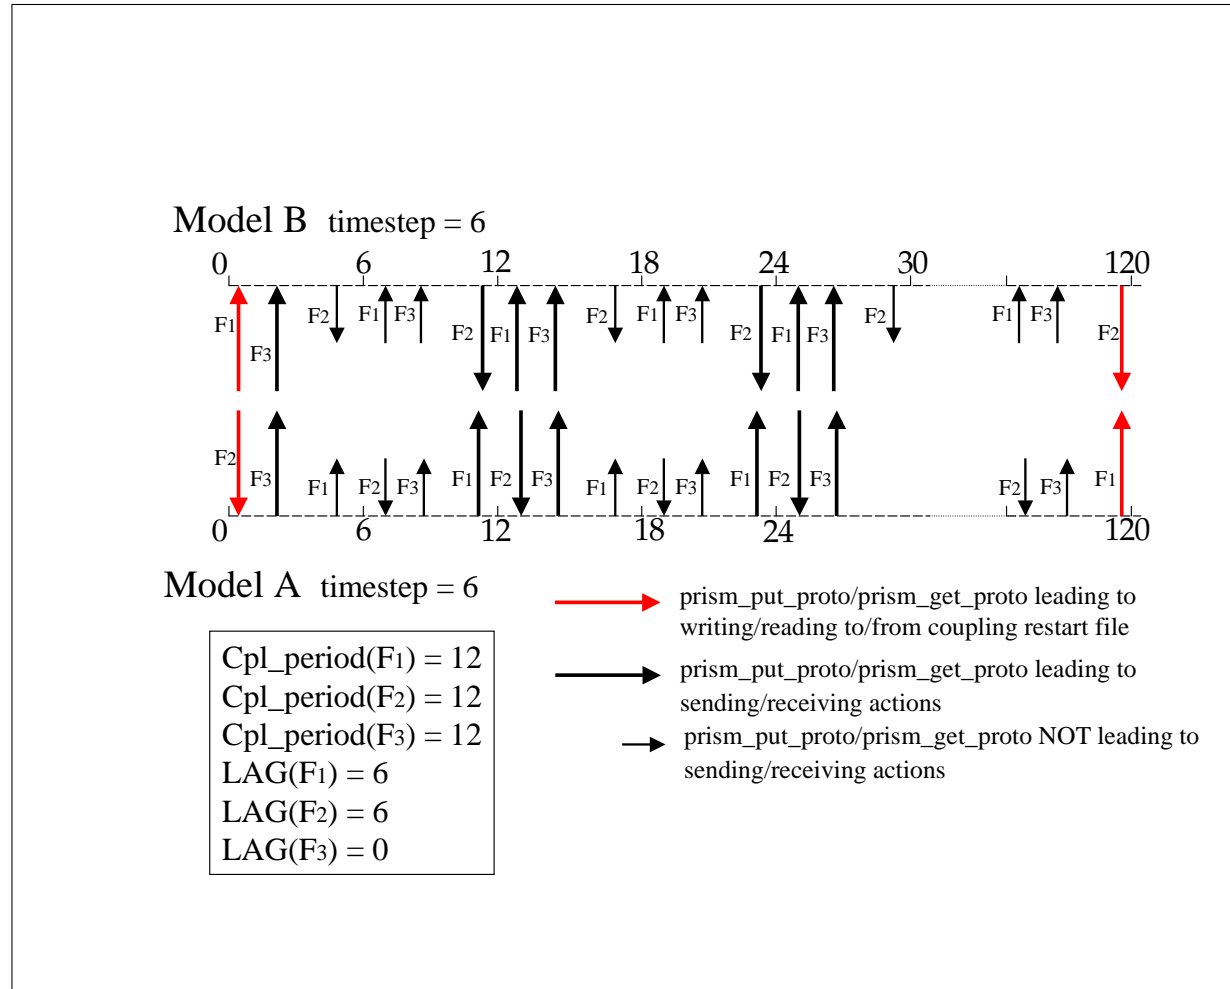 Model B timestep = 6
0 6 12 18 24 30 120
F1 F3 F2 F1 F3 F2 F1 F3 F2 F1 F3 F2 F1 F3 F2 F1 F3 F2
F2 F3 F1 F2 F3 F1 F2 F3 F1 F2 F3 F1 F2 F3 F2 F3 F1
0 6 12 18 24 120
Model A timestep = 6
Cpl_period(F1) = 12
Cpl_period(F2) = 12
Cpl_period(F3) = 12
LAG(F1) = 6
LAG(F2) = 6
LAG(F3) = 0
prism_put_proto/prism_get_proto leading to
writing/reading to/from coupling restart file
prism_put_proto/prism_get_proto leading to
sending/receiving actions
prism_put_proto/prism_get_proto NOT leading to
sending/receiving actions